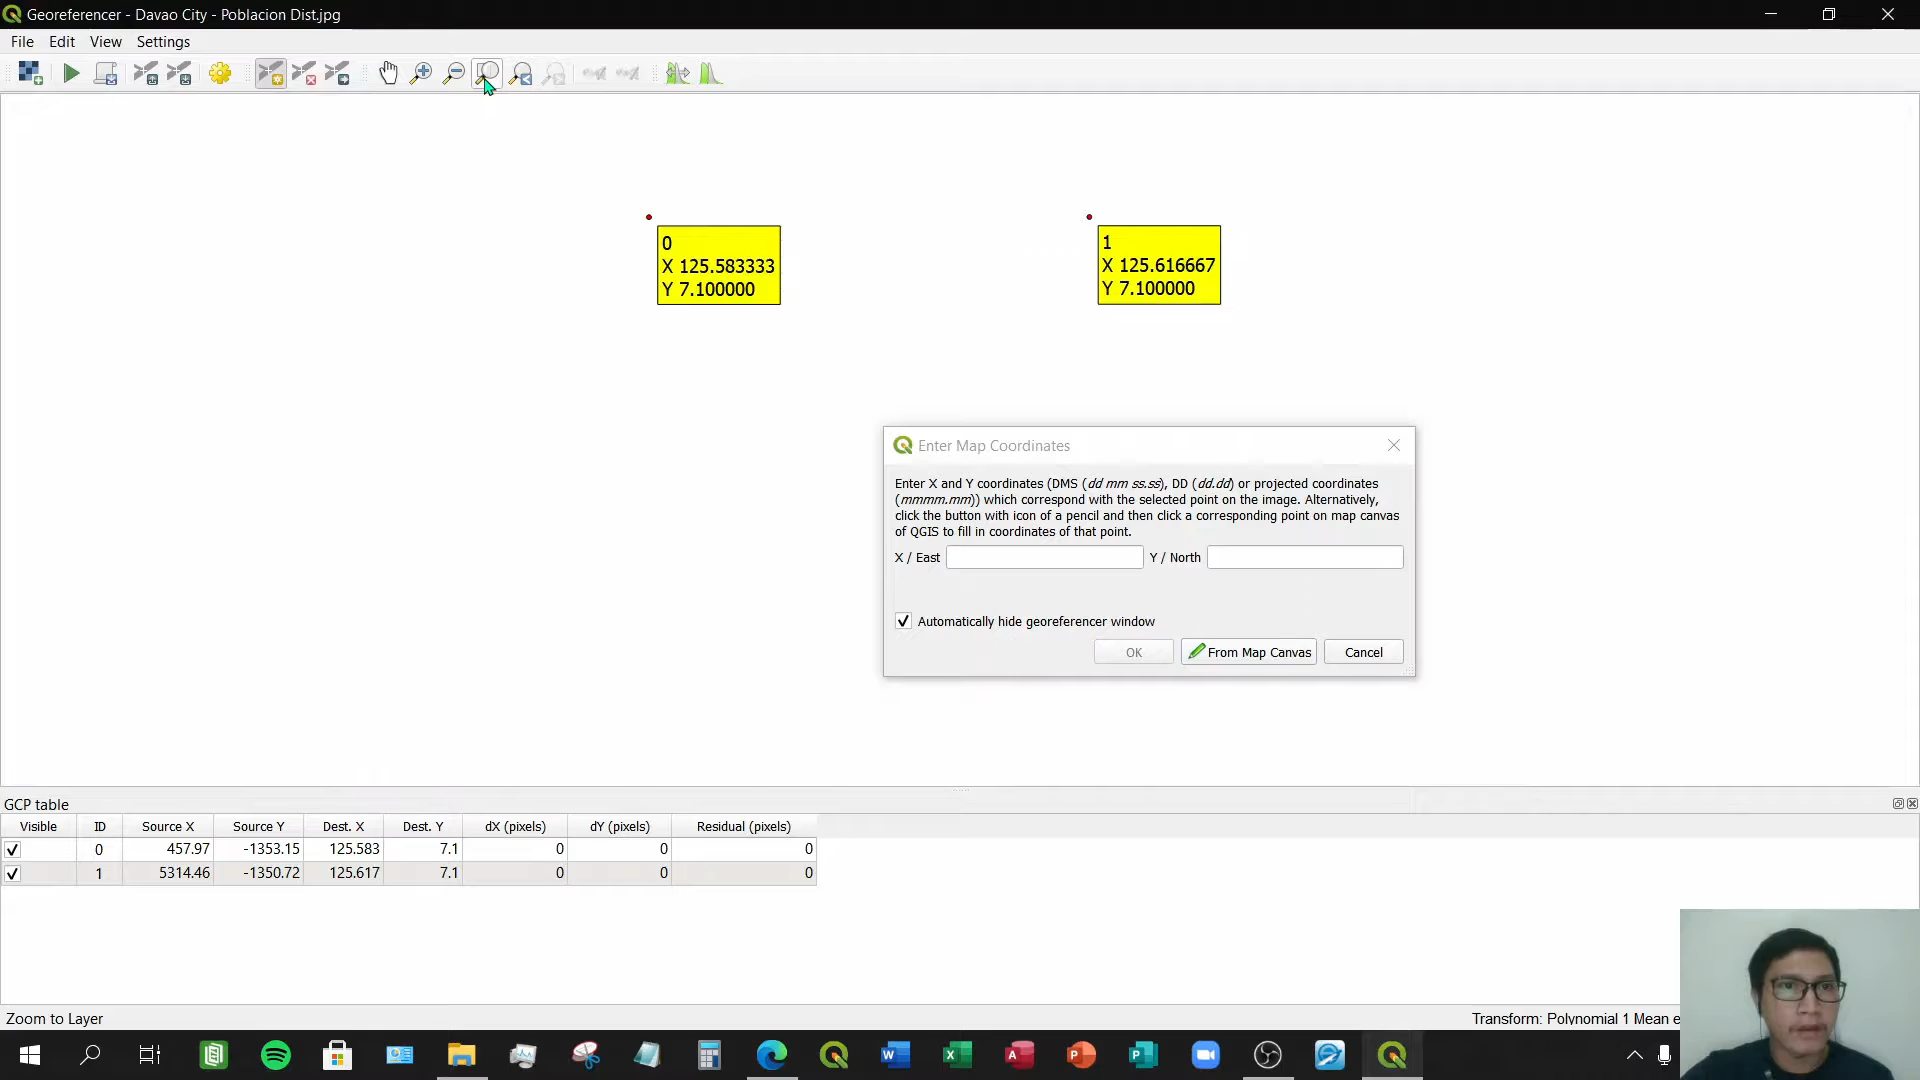 Georeferencer - Davao City - Poblacion Dist.jpg
File Edit View Settings
0
X 125.583333
Y 7.100000
1
X 125.616667
Y 7.100000
Enter Map Coordinates
Enter X and Y coordinates (DMS (dd mm ss.ss), DD (dd.dd) or projected coordinates
(mmmm.mm)) which correspond with the selected point on the image. Alternatively,
click the button with icon of a pencil and then click a corresponding point on map canvas
of QGIS to fill in coordinates of that point.
X / East Y / North
Automatically hide georeferencer window
OK From Map Canvas Cancel
GCP table
Visible ID Source X Source Y Dest. X Dest. Y dX (pixels) dY (pixels) Residual (pixels)
0 457.97 -1353.15 125.583 7.1 0 0 0
1 5314.46 -1350.72 125.617 7.1 0 0 0
Zoom to Layer
Transform: Polynomial 1 Mean e